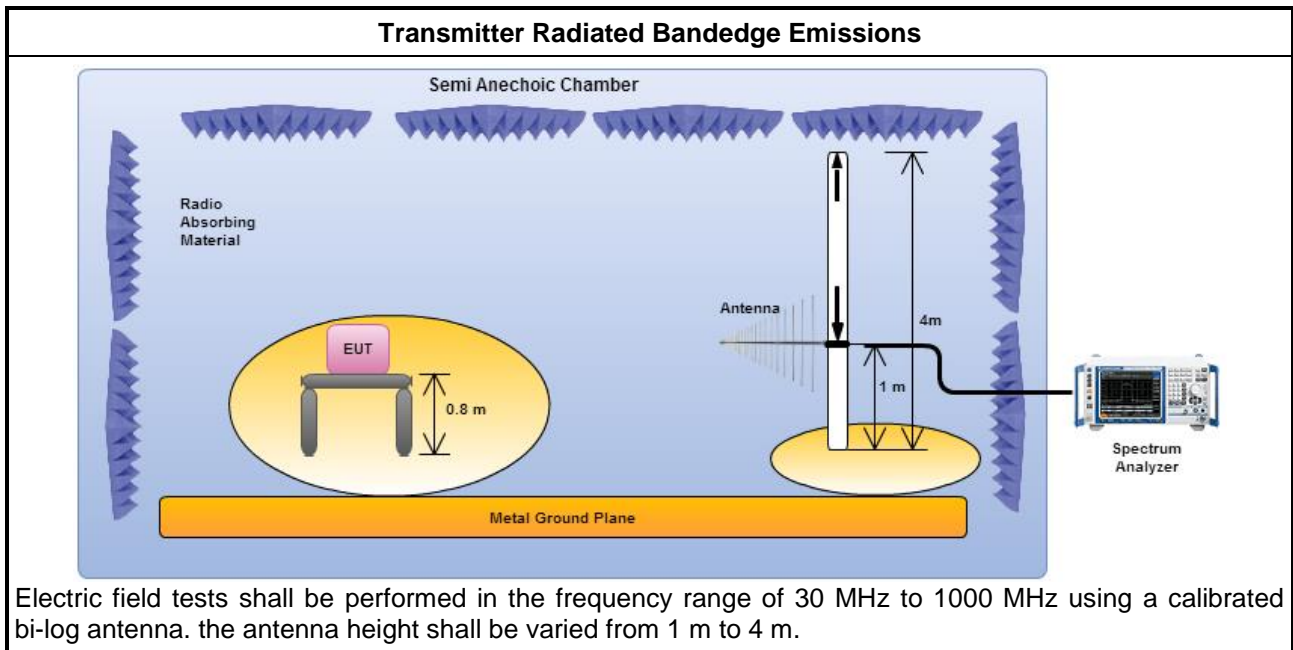 Transmitter Radiated Bandedge Emissions
Semi Anechoic Chamber
Radio
Absorbing
Material
Antenna
4m
EUT
1 m
0.8 m
Spectrum
Analyzer
Metal Ground Plane
Electric field tests shall be performed in the frequency range of 30 MHz to 1000 MHz using a calibrated
bi-log antenna. the antenna height shall be varied from 1 m to 4 m.